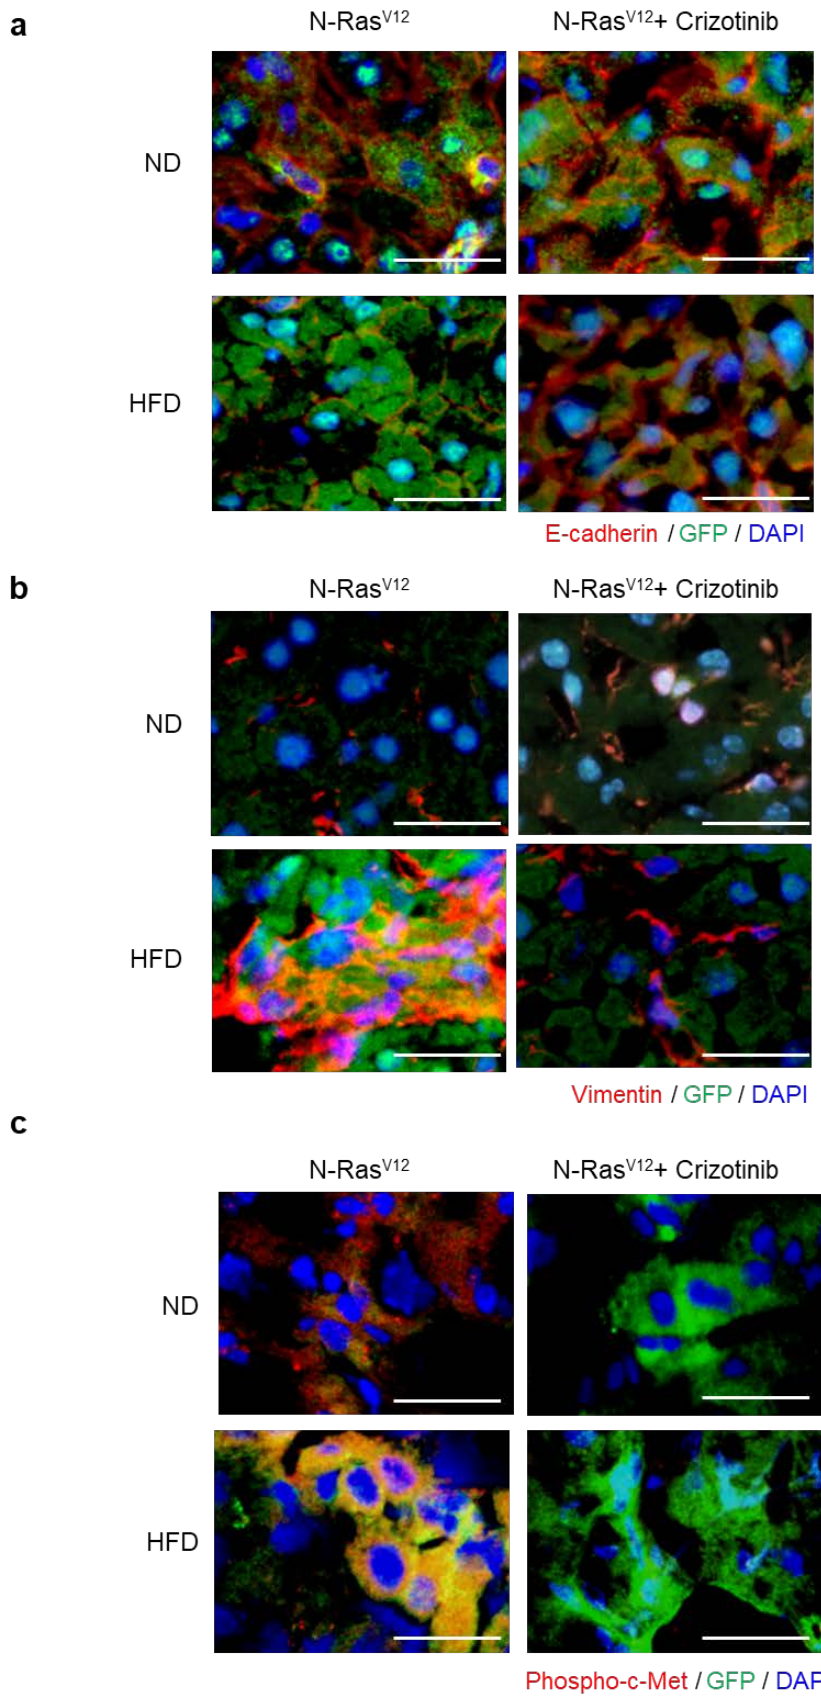 a
N-RasV12 N-RasV12+ Crizotinib
ND
HFD
E-cadherin / GFP / DAPI
b
N-RasV12 N-RasV12+ Crizotinib
ND
HFD
Vimentin / GFP / DAPI
c
N-RasV12 N-RasV12+ Crizotinib
ND
HFD
Phospho-c-Met / GFP / DAP